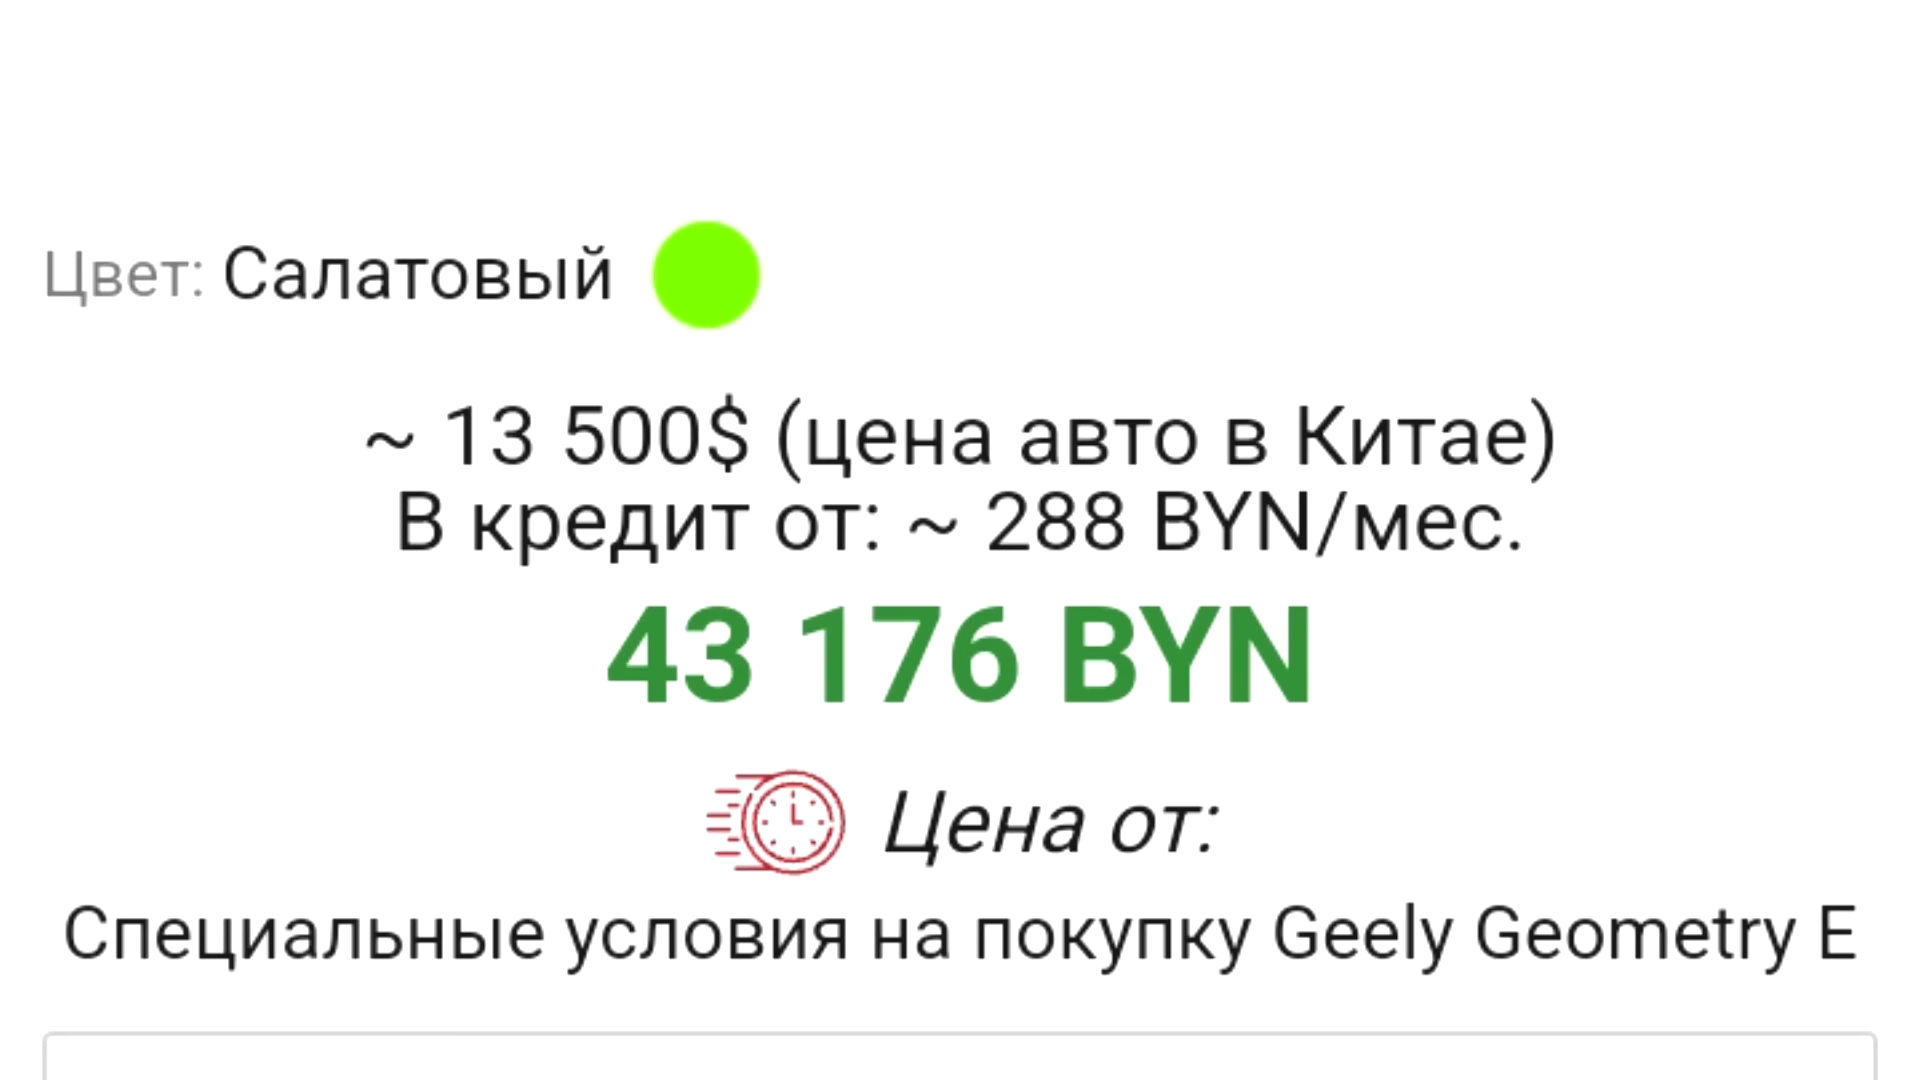 Цвет: Салатовый
~ 13 500$ (цена авто в Китае)
В кредит от: ~ 288 BYN/мес.
43 176 BYN
Цена от:
Специальные условия на покупку Geely Geometry E